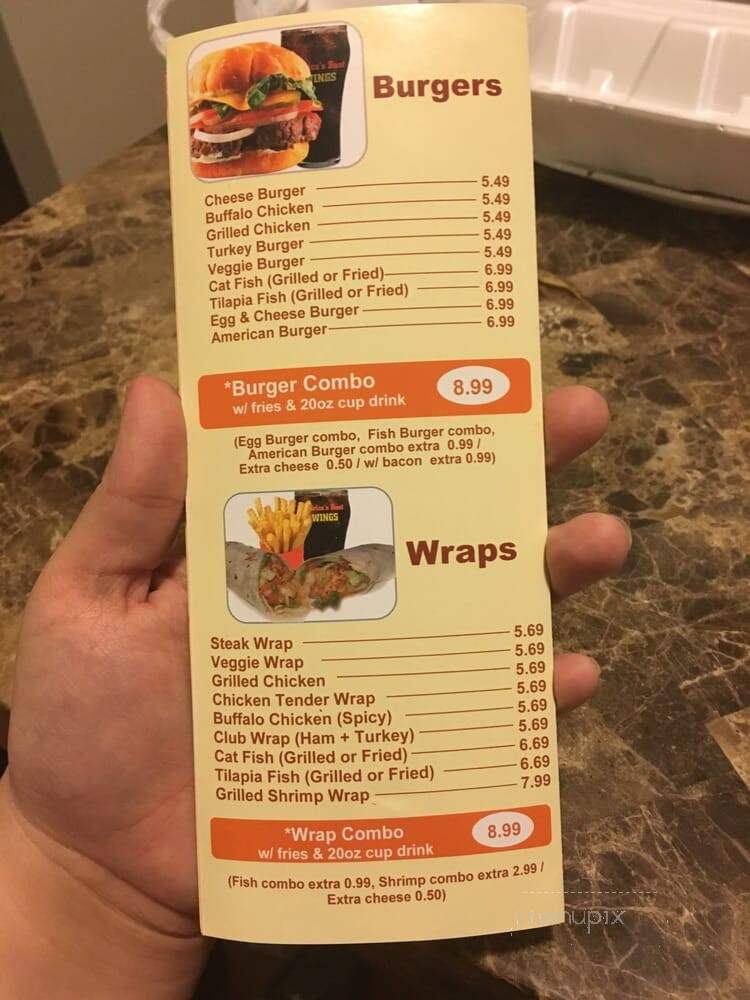 's Best
WINGS
Burgers
Cheese Burger 5.49
Buffalo Chicken 5.49
Grilled Chicken 5.49
Turkey Burger 5.49
Veggie Burger 5.49
Cat Fish (Grilled or Fried) 6.99
Tilapia Fish (Grilled or Fried) 6.99
Egg & Cheese Burger 6.99
American Burger 6.99
*Burger Combo 8.99
w/ fries & 20oz cup drink
(Egg Burger combo, Fish Burger combo,
American Burger combo extra 0.99 /
Extra cheese 0.50 / w/ bacon extra 0.99)
Best
WINGS
Wraps
Steak Wrap 5.69
Veggie Wrap 5.69
Grilled Chicken 5.69
Chicken Tender Wrap 5.69
Buffalo Chicken (Spicy) 5.69
Club Wrap (Ham + Turkey) 5.69
Cat Fish (Grilled or Fried) 6.69
Tilapia Fish (Grilled or Fried) 6.69
Grilled Shrimp Wrap 7.99
*Wrap Combo 8.99
w/ fries & 20oz cup drink
(Fish combo extra 0.99, Shrimp combo extra 2.99 /
Extra cheese 0.50)